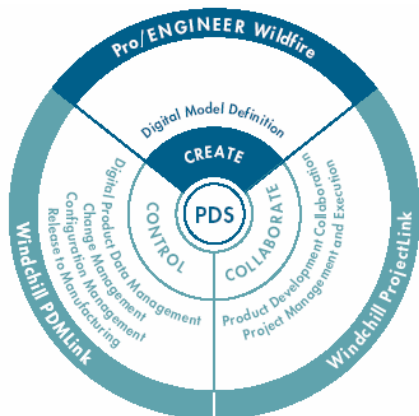 Pro/ENGINEER Wildfire
Digital Model Definition
CREATE
PDS
CONTROL
Digital Product Data Management
Change Management
Configuration Management
Release to Manufacturing
Windchill PDMLink
COLLABORATE
Product Development Collaboration
Project Management and Execution
Windchill ProjectLink